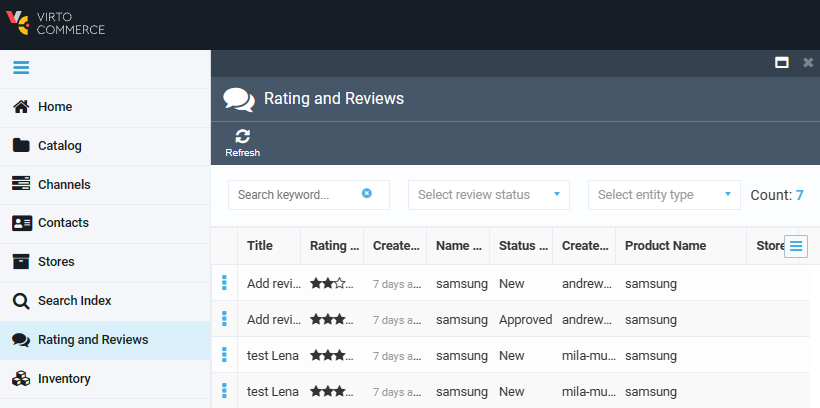 VIRTO
COMMERCE
Home
Catalog
Channels
Contacts
Stores
Search Index
Rating and Reviews
Inventory
Rating and Reviews
Refresh
Search keyword... Select review status Select entity type Count: 7
Title Rating ... Create... Name ... Status ... Create... Product Name Store
Add revi... 7 days a... samsung New andrew... samsung
Add revi... 7 days a... samsung Approved andrew... samsung
test Lena 7 days a... samsung New mila-mu... samsung
test Lena 7 days a... samsung New mila-mu... samsung